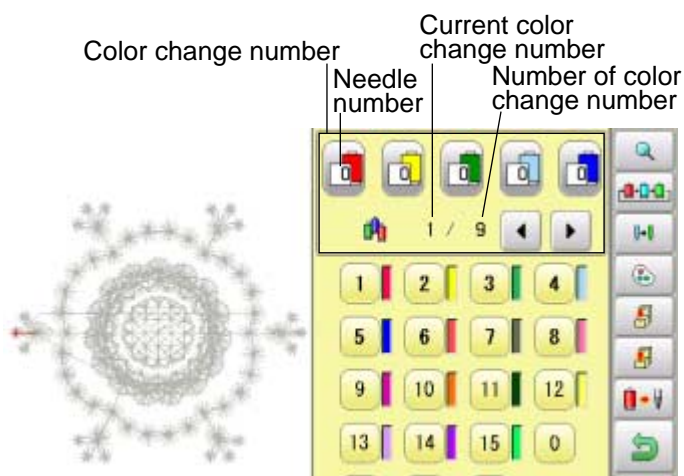 Current color
Color change number change number
Needle Number of color
number change number
0 0 0 0 0
1 / 9
1 2 3 4
5 6 7 8
9 10 11 12
13 14 15 0